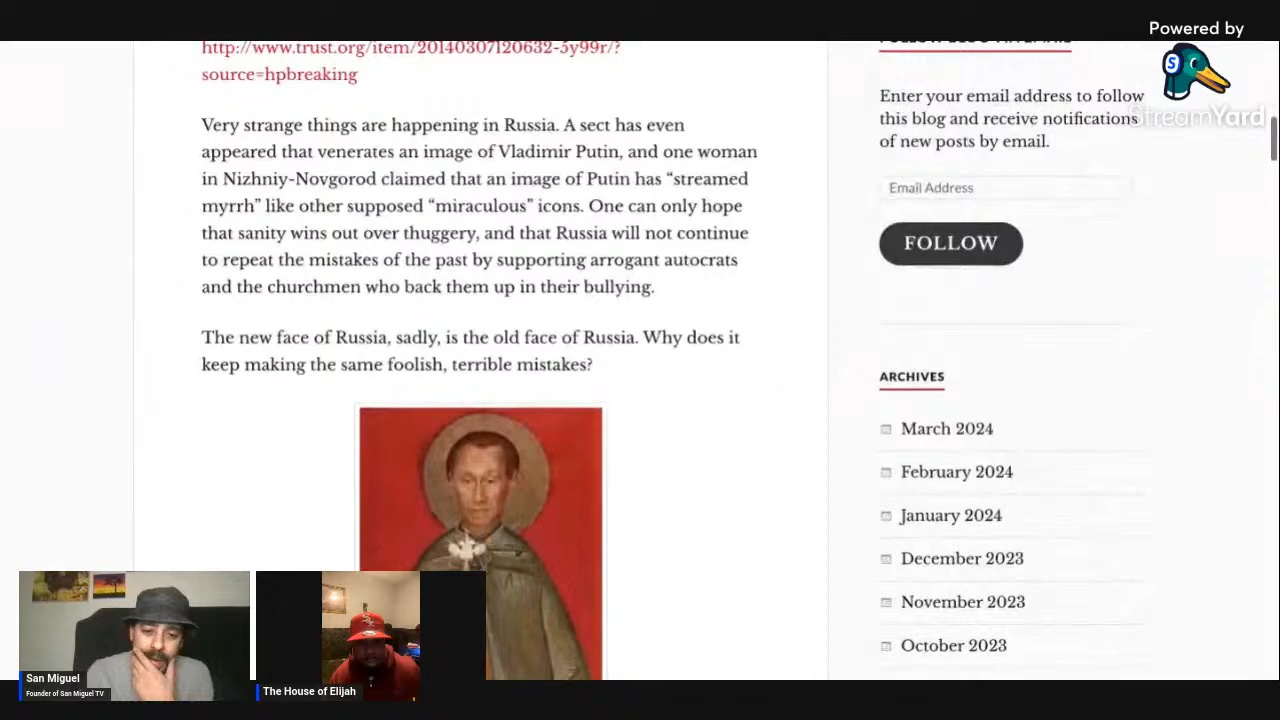 Powered by
StreamYard
http://www.trust.org/item/20140307120632-5y99r/?
source=hpbreaking
Very strange things are happening in Russia. A sect has even
appeared that venerates an image of Vladimir Putin, and one woman
in Nizhniy-Novgorod claimed that an image of Putin has “streamed
myrrh” like other supposed “miraculous” icons. One can only hope
that sanity wins out over thuggery, and that Russia will not continue
to repeat the mistakes of the past by supporting arrogant autocrats
and the churchmen who back them up in their bullying.
The new face of Russia, sadly, is the old face of Russia. Why does it
keep making the same foolish, terrible mistakes?
FOLLOW BLOG VIA EMAIL
Enter your email address to follow
this blog and receive notifications
of new posts by email.
Email Address
FOLLOW
ARCHIVES
March 2024
February 2024
January 2024
December 2023
November 2023
October 2023
San Miguel
Founder of San Miguel TV
The House of Elijah